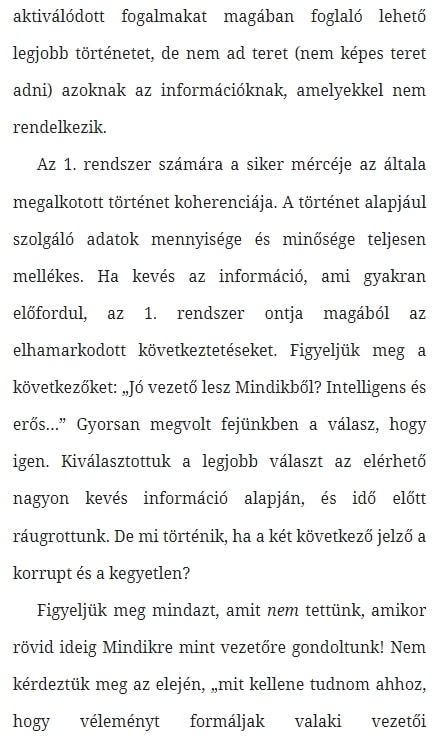 aktiválódott fogalmakat magában foglaló lehető
legjobb történetet, de nem ad teret (nem képes teret
adni) azoknak az információknak, amelyekkel nem
rendelkezik.
Az 1. rendszer számára a siker mércéje az általa
megalkotott történet koherenciája. A történet alapjául
szolgáló adatok mennyisége és minősége teljesen
mellékes. Ha kevés az információ, ami gyakran
előfordul, az 1. rendszer ontja magából az
elhamarkodott következtetéseket. Figyeljük meg a
következőket: „Jó vezető lesz Mindikből? Intelligens és
erős...” Gyorsan megvolt fejünkben a válasz, hogy
igen. Kiválasztottuk a legjobb választ az elérhető
nagyon kevés információ alapján, és idő előtt
ráugrottunk. De mi történik, ha a két következő jelző a
korrupt és a kegyetlen?
Figyeljük meg mindazt, amit nem tettünk, amikor
rövid ideig Mindikre mint vezetőre gondoltunk! Nem
kérdeztük meg az elején, „mit kellene tudnom ahhoz,
hogy véleményt formáljak valaki vezetői